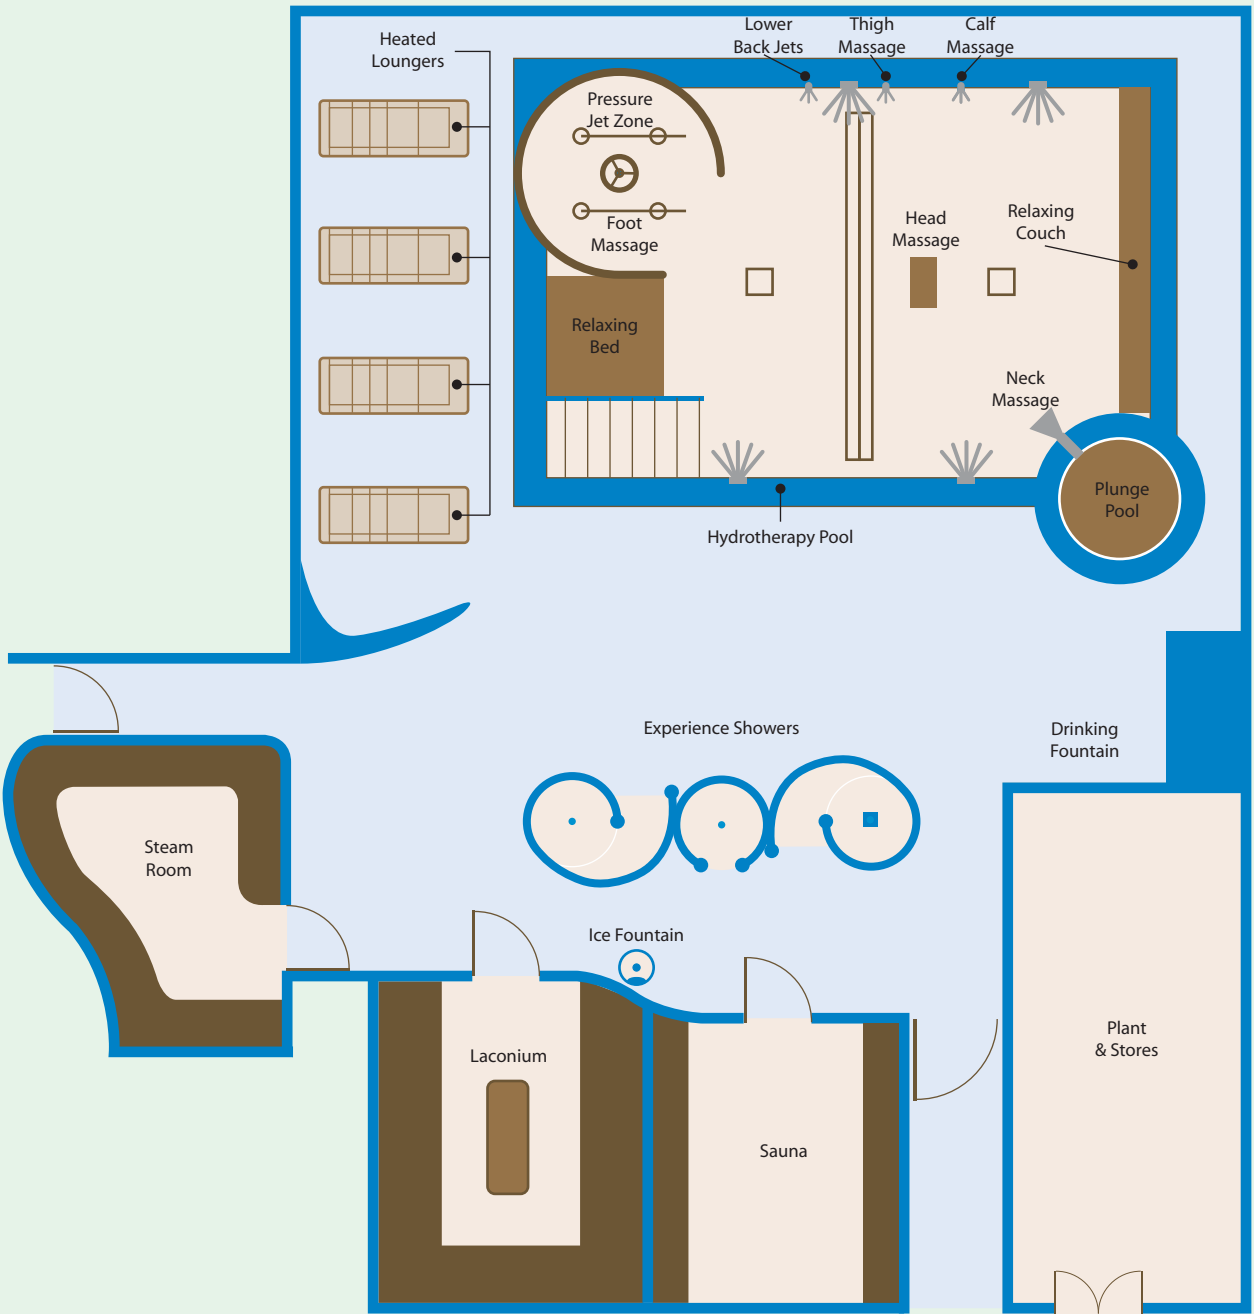 Heated
Loungers
Lower
Back Jets
Thigh
Massage
Calf
Massage
Pressure
Jet Zone
Foot
Massage
Head
Massage
Relaxing
Couch
Relaxing
Bed
Neck
Massage
Plunge
Pool
Hydrotherapy Pool
Experience Showers
Drinking
Fountain
Steam
Room
Ice Fountain
Laconium
Sauna
Plant
& Stores